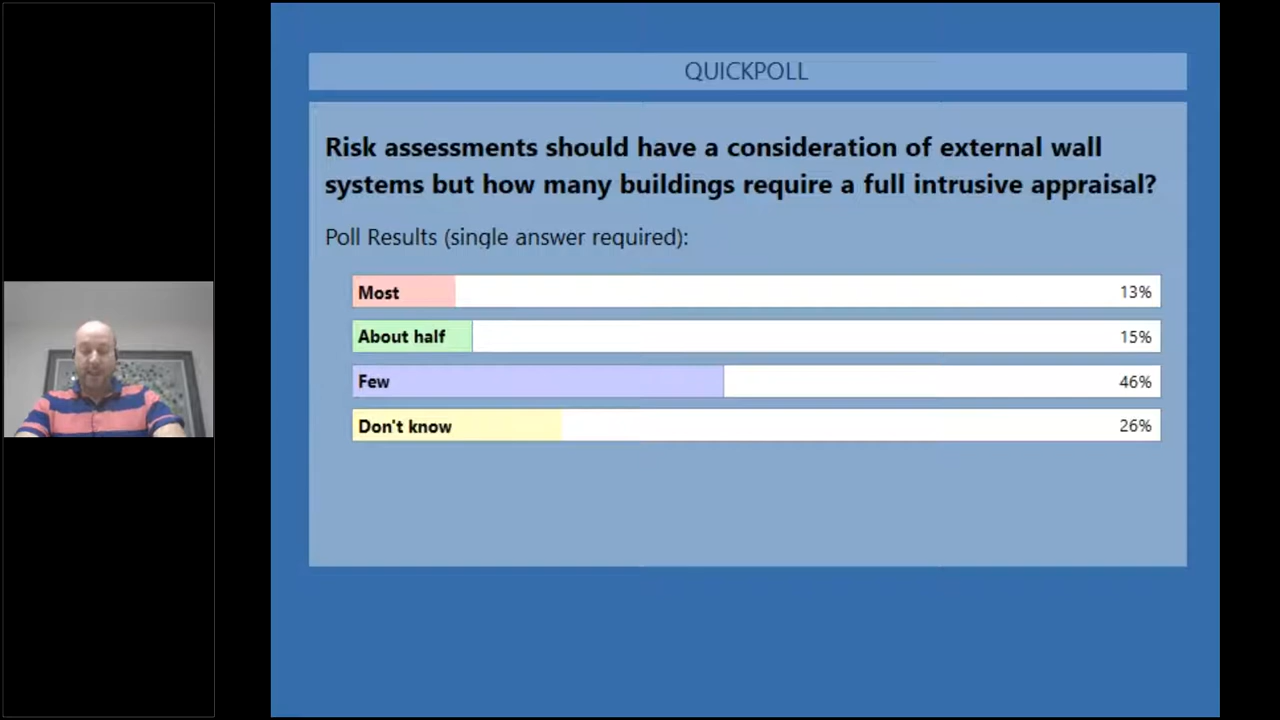 QUICKPOLL
Risk assessments should have a consideration of external wall
systems but how many buildings require a full intrusive appraisal?
Poll Results (single answer required):
Most 13%
About half 15%
Few 46%
Don't know 26%